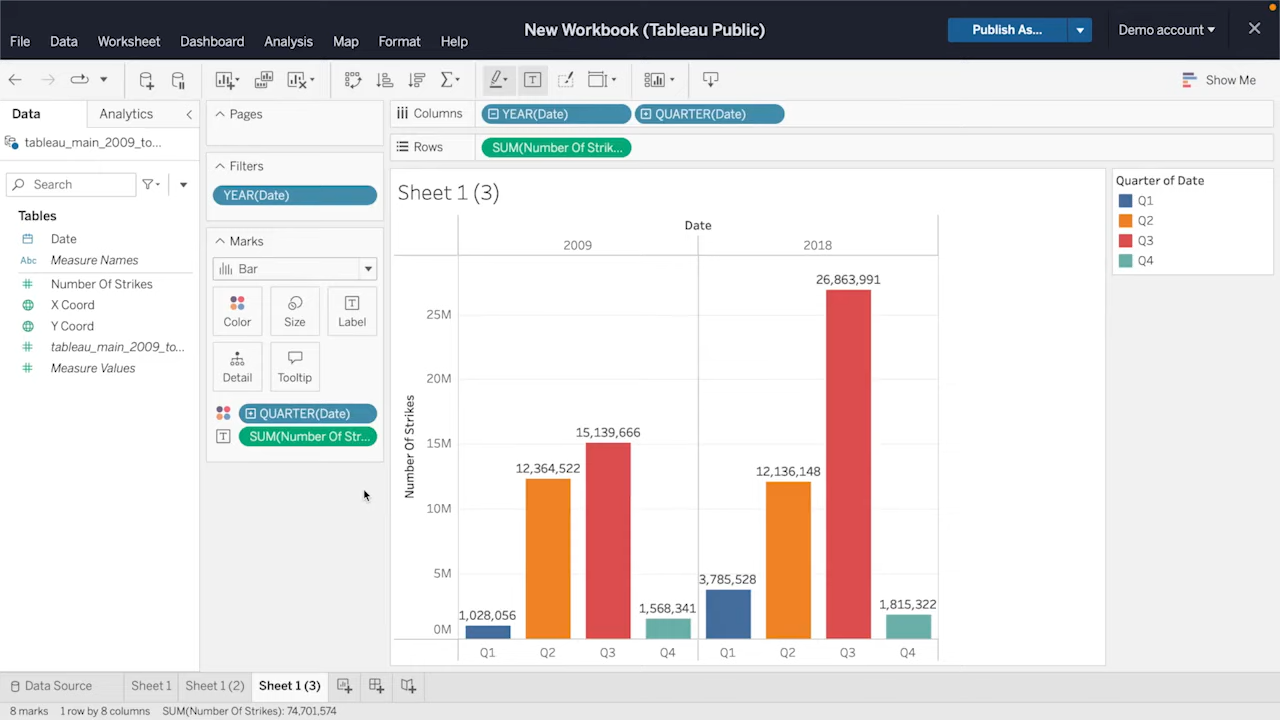 New Workbook (Tableau Public)
Publish As...
Demo account
File Data Worksheet Dashboard Analysis Map Format Help
Show Me
Data Analytics
tableau_main_2009_to...
Search
Tables
Date
Abc Measure Names
Number Of Strikes
X Coord
Y Coord
tableau_main_2009_to...
Measure Values
Pages
Filters
YEAR(Date)
Marks
Bar
Color Size Label
Detail Tooltip
QUARTER(Date)
SUM(Number Of Str...
Columns YEAR(Date) QUARTER(Date)
Rows SUM(Number Of Strik...
Sheet 1 (3)
Date
2009 2018
Number Of Strikes
25M
20M
15M
10M
5M
0M
1,028,056
12,364,522
15,139,666
1,568,341
3,785,528
12,136,148
26,863,991
1,815,322
Q1 Q2 Q3 Q4 Q1 Q2 Q3 Q4
Quarter of Date
Q1
Q2
Q3
Q4
Data Source Sheet 1 Sheet 1 (2) Sheet 1 (3)
8 marks 1 row by 8 columns SUM(Number Of Strikes): 74,701,574